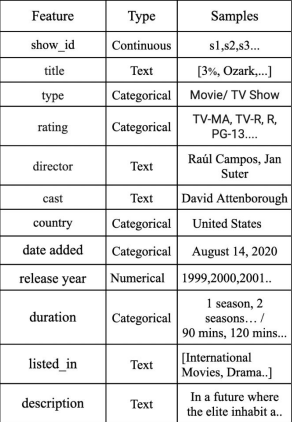 Feature Type Samples
show_id Continuous s1,s2,s3...
title Text [3%, Ozark,...]
type Categorical Movie/ TV Show
rating Categorical TV-MA, TV-R, R,
PG-13....
director Text Raúl Campos, Jan
Suter
cast Text David Attenborough
country Categorical United States
date added Categorical August 14, 2020
release year Numerical 1999,2000,2001..
duration Categorical 1 season, 2
seasons... /
90 mins, 120 mins...
listed_in Text [International
Movies, Drama..]
description Text In a future where
the elite inhabit a..